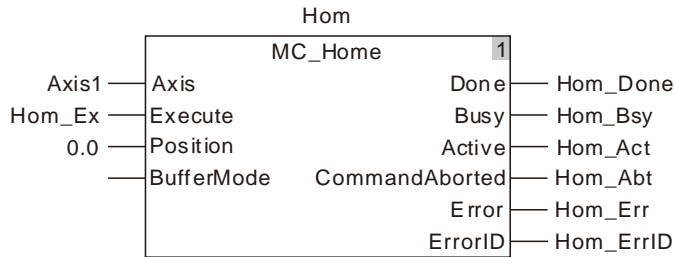 Hom
MC_Home 1
Axis1 Axis Done Hom_Done
Hom_Ex Execute Busy Hom_Bsy
0.0 Position Active Hom_Act
BufferMode CommandAborted Hom_Abt
Error Hom_Err
ErrorID Hom_ErrID